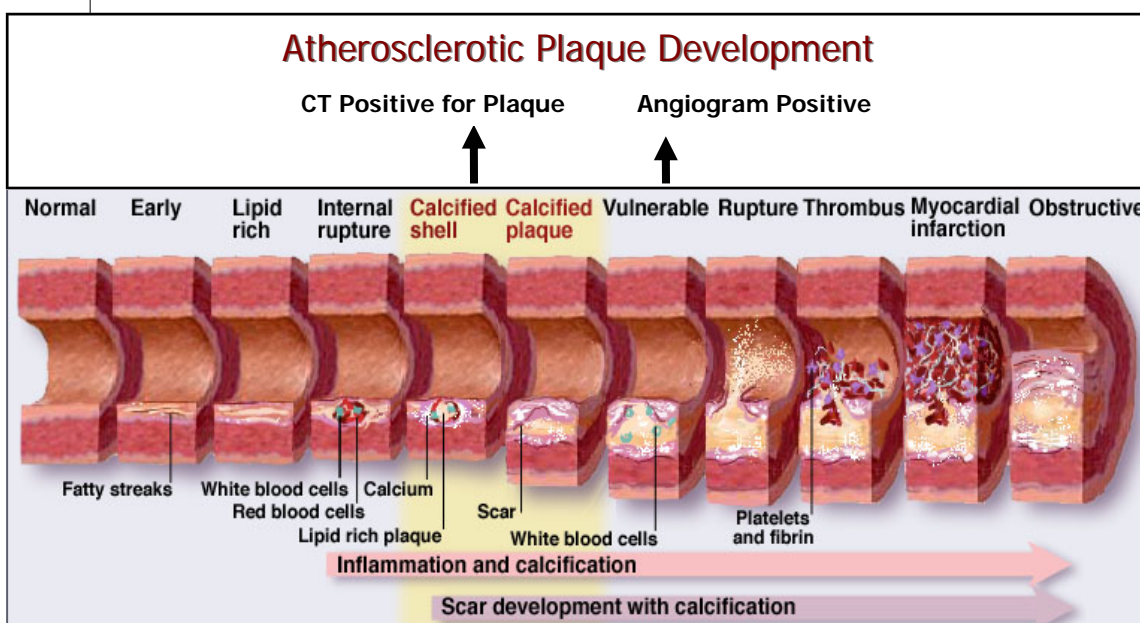 Atherosclerotic Plaque Development
CT Positive for Plaque
Angiogram Positive
Normal
Early
Lipid
rich
Internal
rupture
Calcified
shell
Calcified
plaque
Vulnerable
Rupture
Thrombus
Myocardial
infarction
Obstructive
Fatty streaks
White blood cells
Red blood cells
Calcium
Lipid rich plaque
Scar
White blood cells
Platelets
and fibrin
Inflammation and calcification
Scar development with calcification